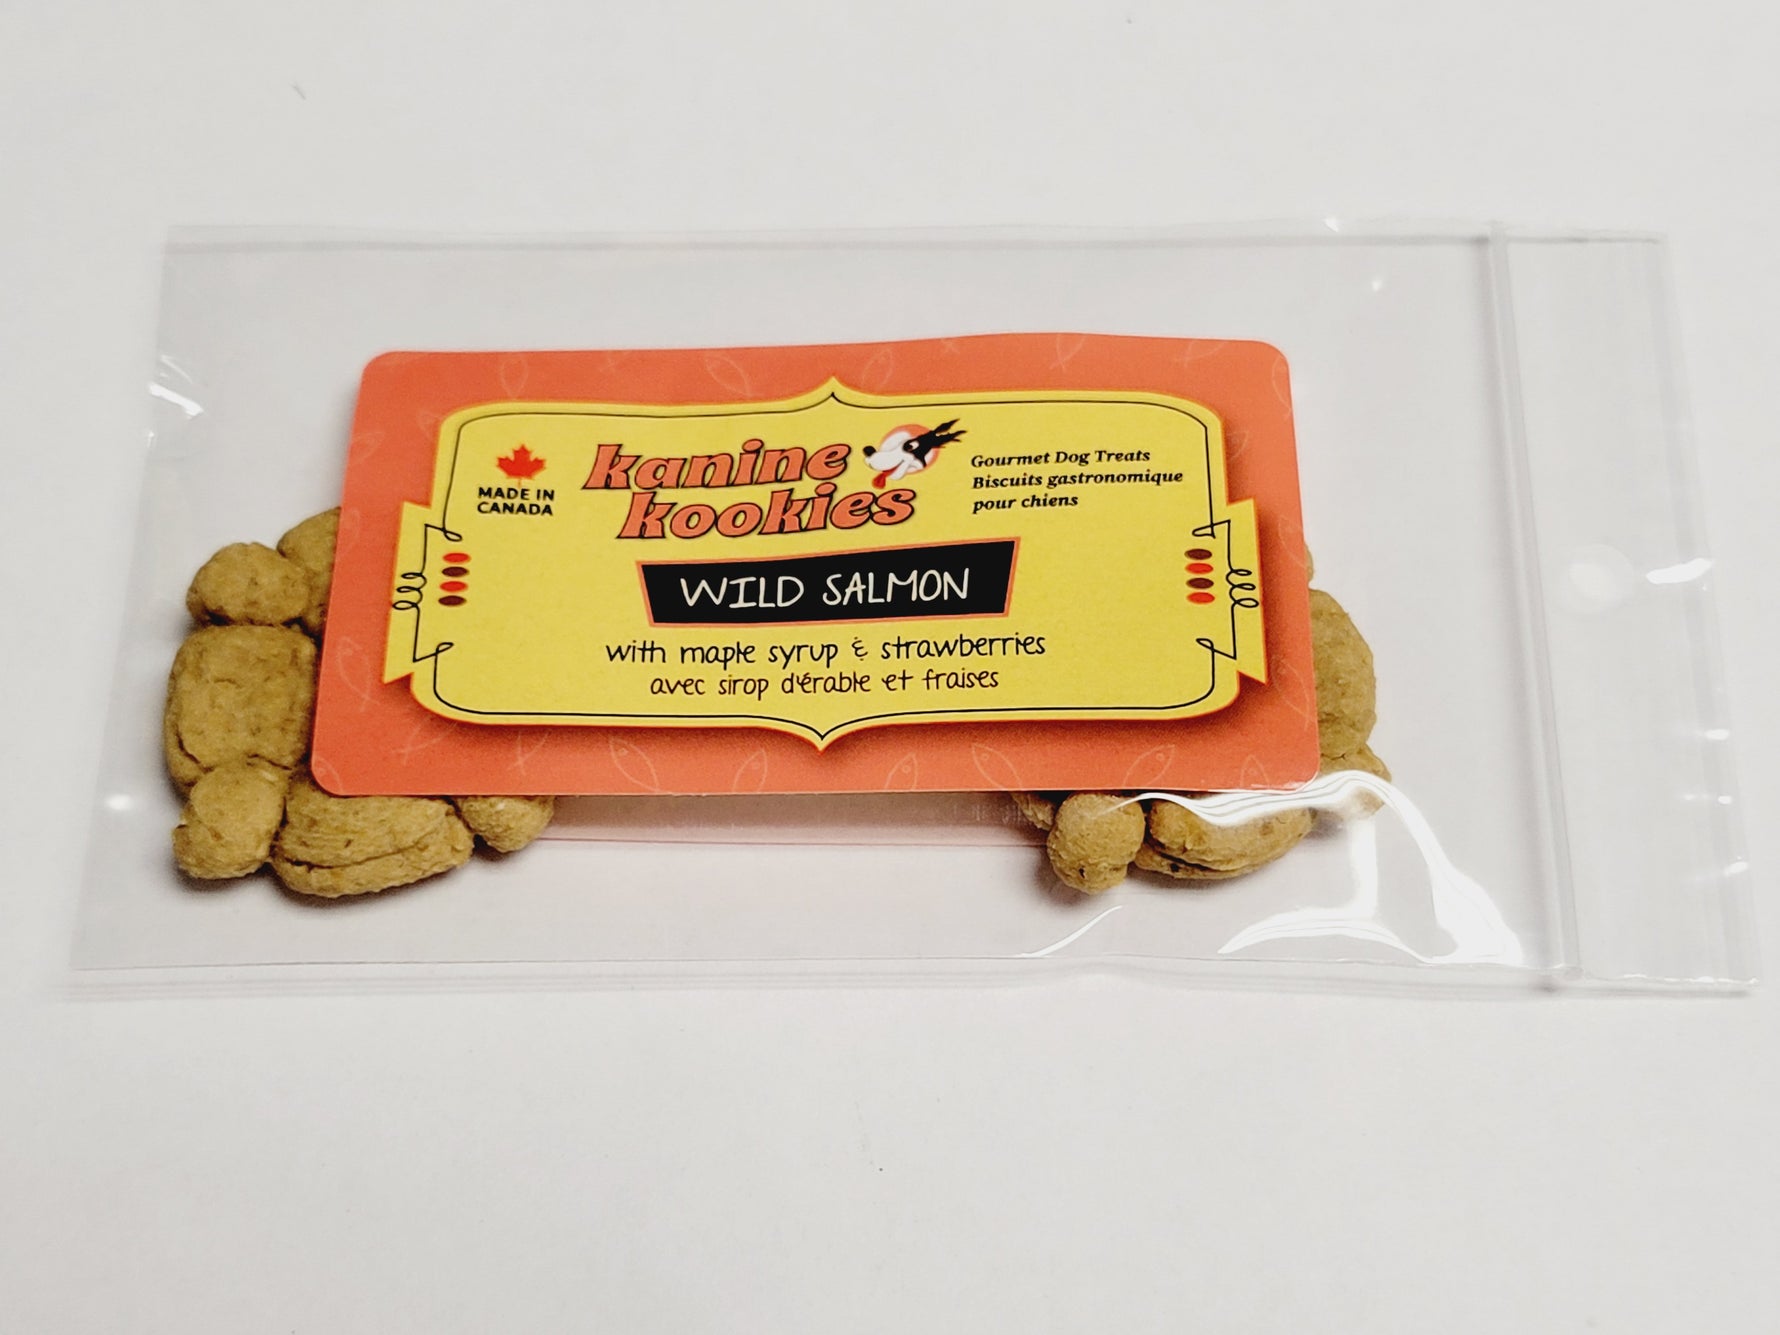 MADE IN
CANADA
kanine
kookies
Gourmet Dog Treats
Biscuits gastronomique
pour chiens
WILD SALMON
with maple syrup & strawberries
avec sirop d'érable et fraises